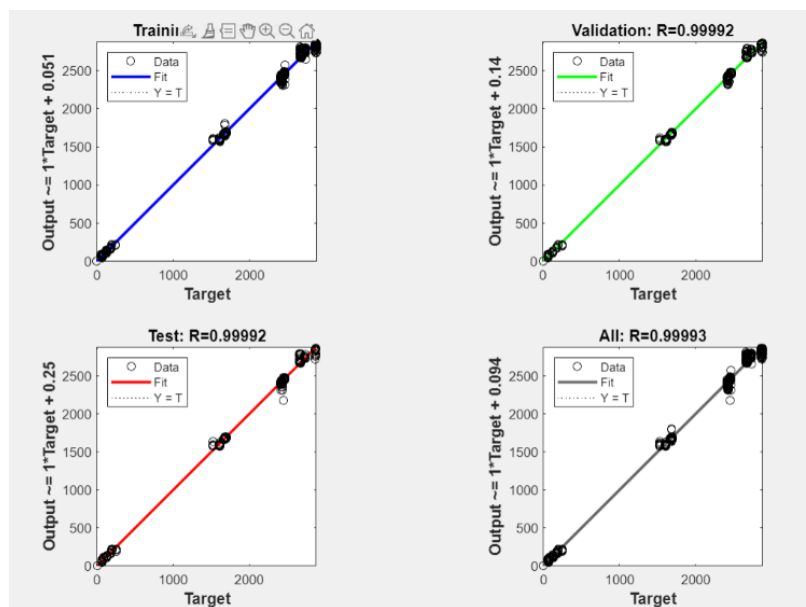 Trainin
Data
Fit
Y = T
Output ~= 1*Target + 0.051
0
500
1000
1500
2000
2500
0
1000
2000
Target
Validation: R=0.99992
Data
Fit
Y = T
Output ~= 1*Target + 0.14
0
500
1000
1500
2000
2500
0
1000
2000
Target
Test: R=0.99992
Data
Fit
Y = T
Output ~= 1*Target + 0.25
0
500
1000
1500
2000
2500
0
1000
2000
Target
All: R=0.99993
Data
Fit
Y = T
Output ~= 1*Target + 0.094
0
500
1000
1500
2000
2500
0
1000
2000
Target